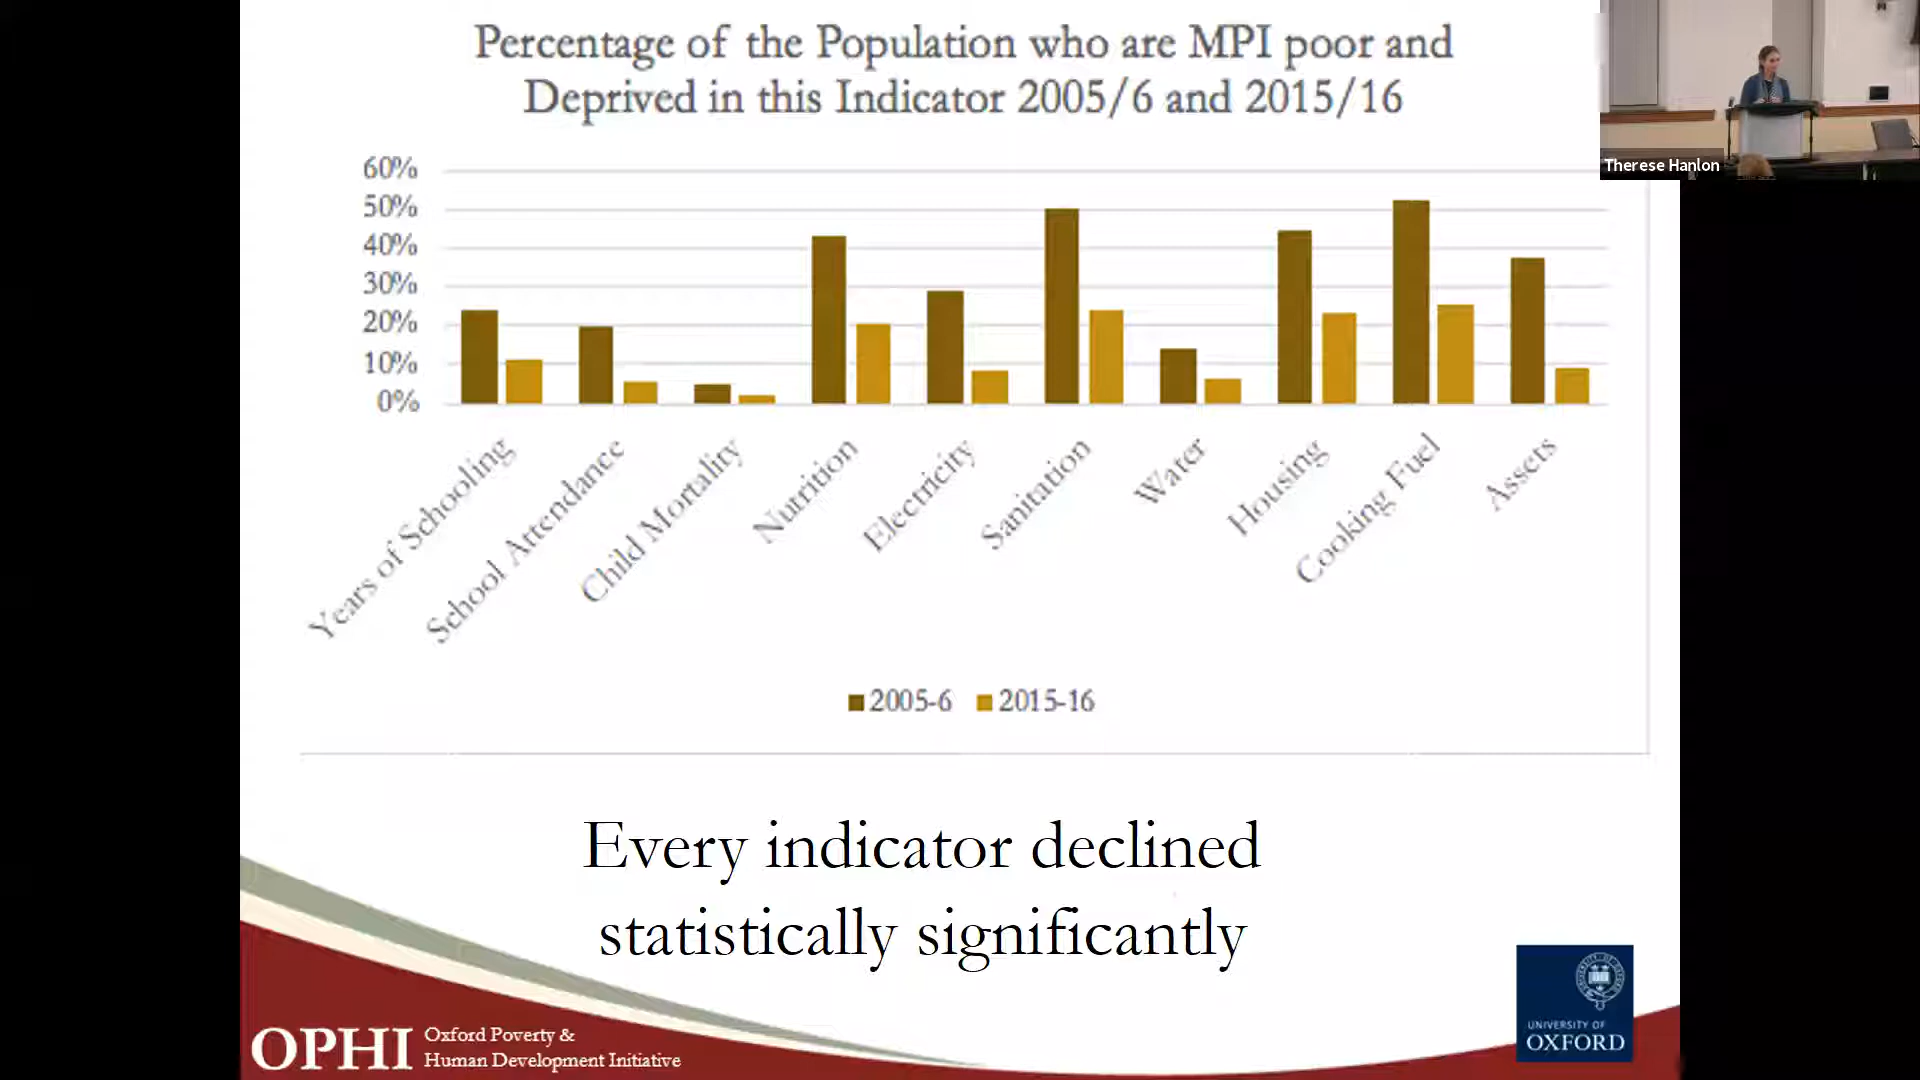 Percentage of the Population who are MPI poor and
Deprived in this Indicator 2005/6 and 2015/16
60%
50%
40%
30%
20%
10%
0%
Years of Schooling
School Attendance
Child Mortality
Nutrition
Electricity
Sanitation
Water
Housing
Cooking Fuel
Assets
2005-6 2015-16
Every indicator declined
statistically significantly
OPHI
Oxford Poverty &
Human Development Initiative
UNIVERSITY OF
OXFORD
Therese Hanlon